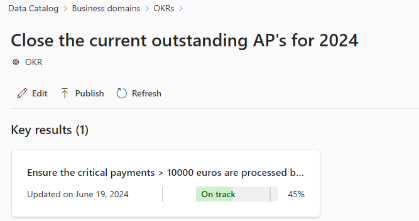 Data Catalog > Business domains > OKRs >
Close the current outstanding AP's for 2024
OKR
Edit Publish Refresh
Key results (1)
Ensure the critical payments > 10000 euros are processed b...
Updated on June 19, 2024 On track 45%